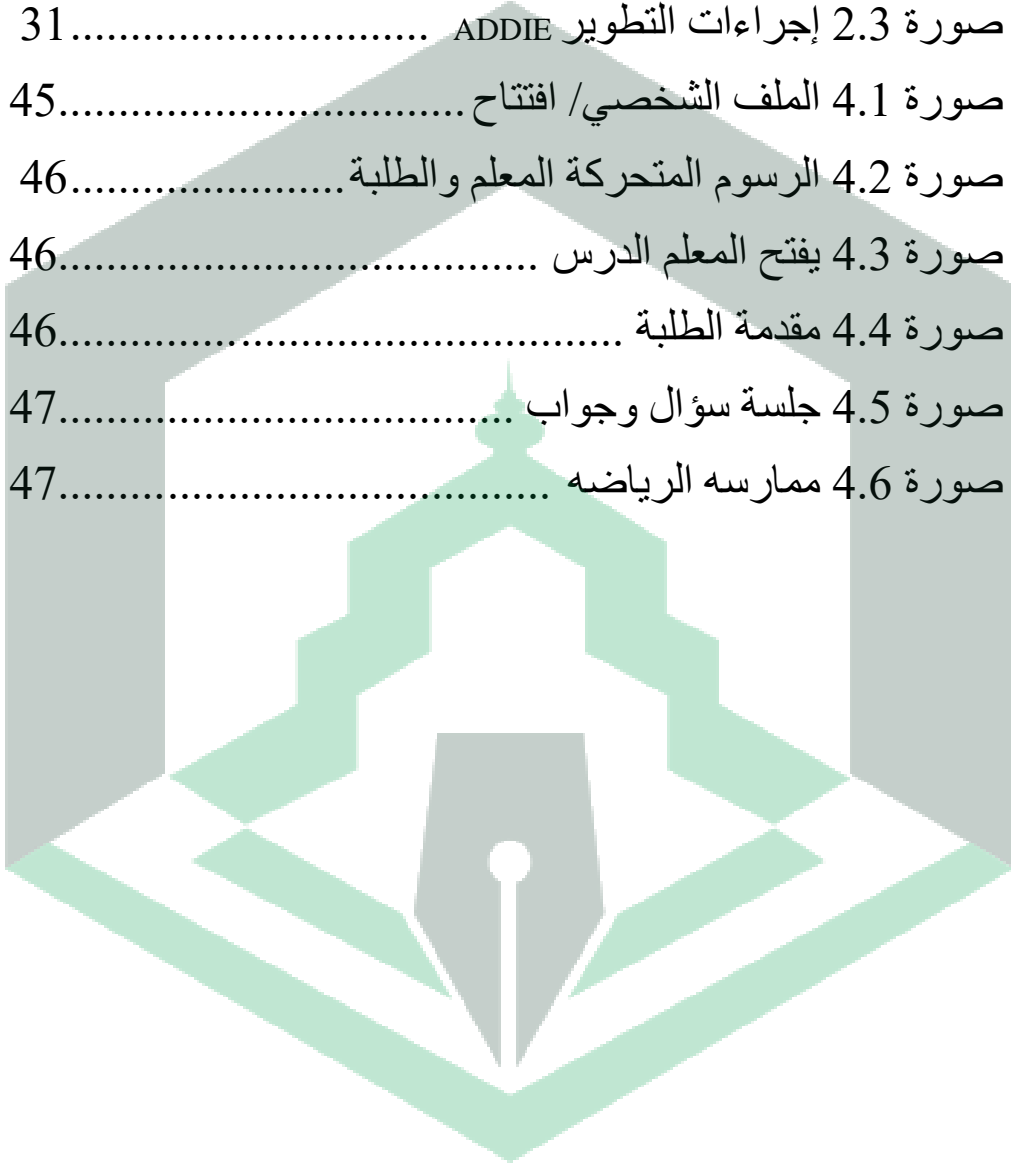 صورة 2.3 إجراءات التطوير ADDIE ..............................31
صورة 4.1 الملف الشخصي/ افتتاح..................................45
صورة 4.2 الرسوم المتحركة المعلم والطلبة.......................46
صورة 4.3 يفتح المعلم الدرس ........................................46
صورة 4.4 مقدمة الطلبة ...............................................46
صورة 4.5 جلسة سؤال وجواب ......................................47
صورة 4.6 ممارسه الرياضه .........................................47